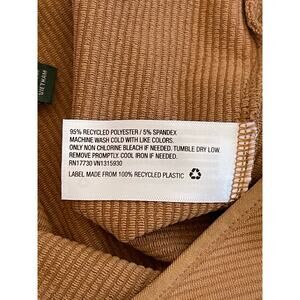 VIETNAM
95% RECYCLED POLYESTER / 5% SPANDEX
MACHINE WASH COLD WITH LIKE COLORS.
ONLY NON CHLORINE BLEACH IF NEEDED. TUMBLE DRY LOW.
REMOVE PROMPTLY. COOL IRON IF NEEDED.
RN17730 VN1315930
LABEL MADE FROM 100% RECYCLED PLASTIC